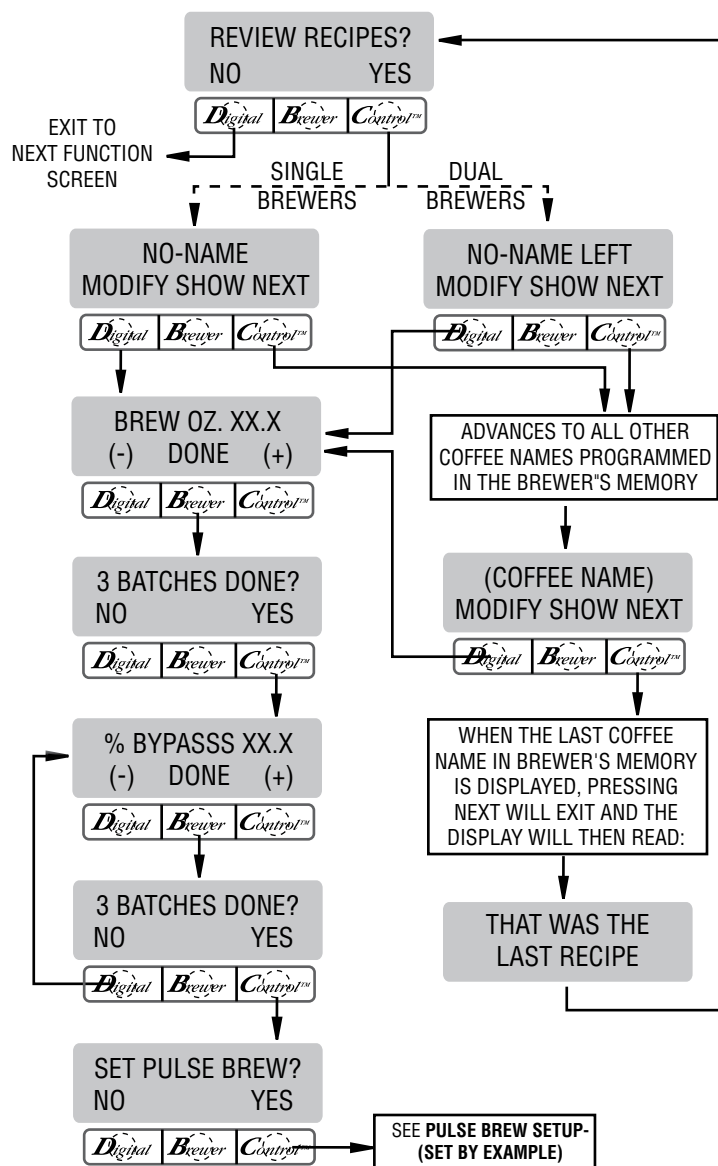 REVIEW RECIPES?
NO YES
Digital Brewer Control™
EXIT TO
NEXT FUNCTION
SCREEN
SINGLE
BREWERS
DUAL
BREWERS
NO-NAME
MODIFY SHOW NEXT
Digital Brewer Control™
NO-NAME LEFT
MODIFY SHOW NEXT
Digital Brewer Control™
BREW OZ. XX.X
(-) DONE (+)
Digital Brewer Control™
ADVANCES TO ALL OTHER
COFFEE NAMES PROGRAMMED
IN THE BREWER"S MEMORY
3 BATCHES DONE?
NO YES
Digital Brewer Control™
(COFFEE NAME)
MODIFY SHOW NEXT
Digital Brewer Control™
% BYPASSS XX.X
(-) DONE (+)
Digital Brewer Control™
WHEN THE LAST COFFEE
NAME IN BREWER'S MEMORY
IS DISPLAYED, PRESSING
NEXT WILL EXIT AND THE
DISPLAY WILL THEN READ:
3 BATCHES DONE?
NO YES
Digital Brewer Control™
THAT WAS THE
LAST RECIPE
SET PULSE BREW?
NO YES
Digital Brewer Control™
SEE PULSE BREW SETUP-
(SET BY EXAMPLE)